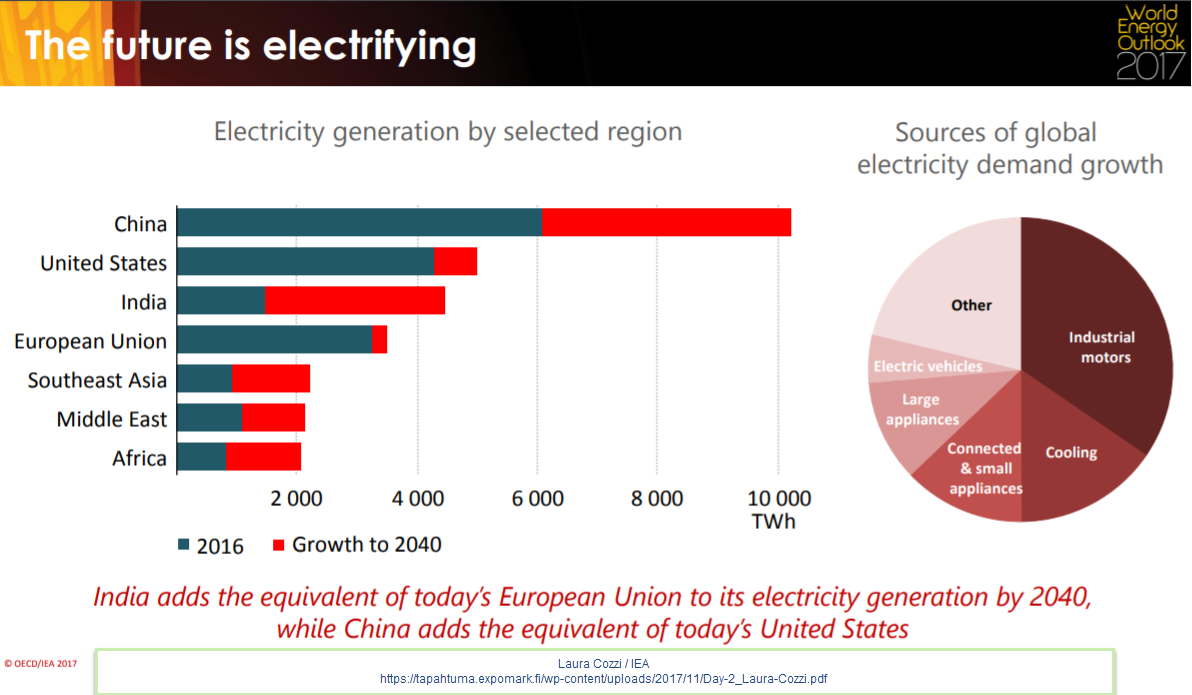 The future is electrifying
World
Energy
Outlook
2017
Electricity generation by selected region
China
United States
India
European Union
Southeast Asia
Middle East
Africa
2 000
4 000
6 000
8 000
10 000
TWh
2016
Growth to 2040
Sources of global
electricity demand growth
Other
Industrial
motors
Electric vehicles
Large
appliances
Connected
& small
appliances
Cooling
India adds the equivalent of today's European Union to its electricity generation by 2040,
while China adds the equivalent of today's United States
© OECD/IEA 2017
Laura Cozzi / IEA
https://tapahtuma.expomark.fi/wp-content/uploads/2017/11/Day-2_Laura-Cozzi.pdf